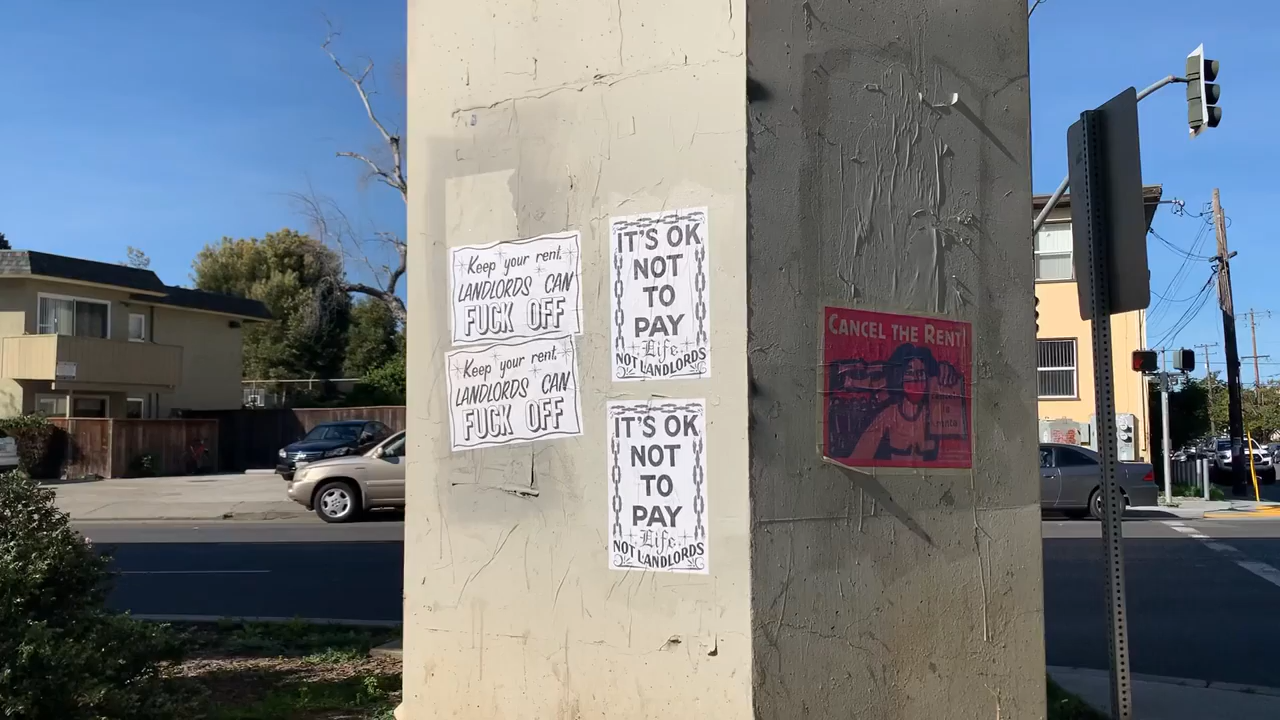 Keep your rent.
LANDLORDS CAN
FUCK OFF
Keep your rent.
LANDLORDS CAN
FUCK OFF
IT'S OK
NOT
TO
PAY
Life
NOT LANDLORDS
IT'S OK
NOT
TO
PAY
Life
NOT LANDLORDS
CANCEL THE RENT!